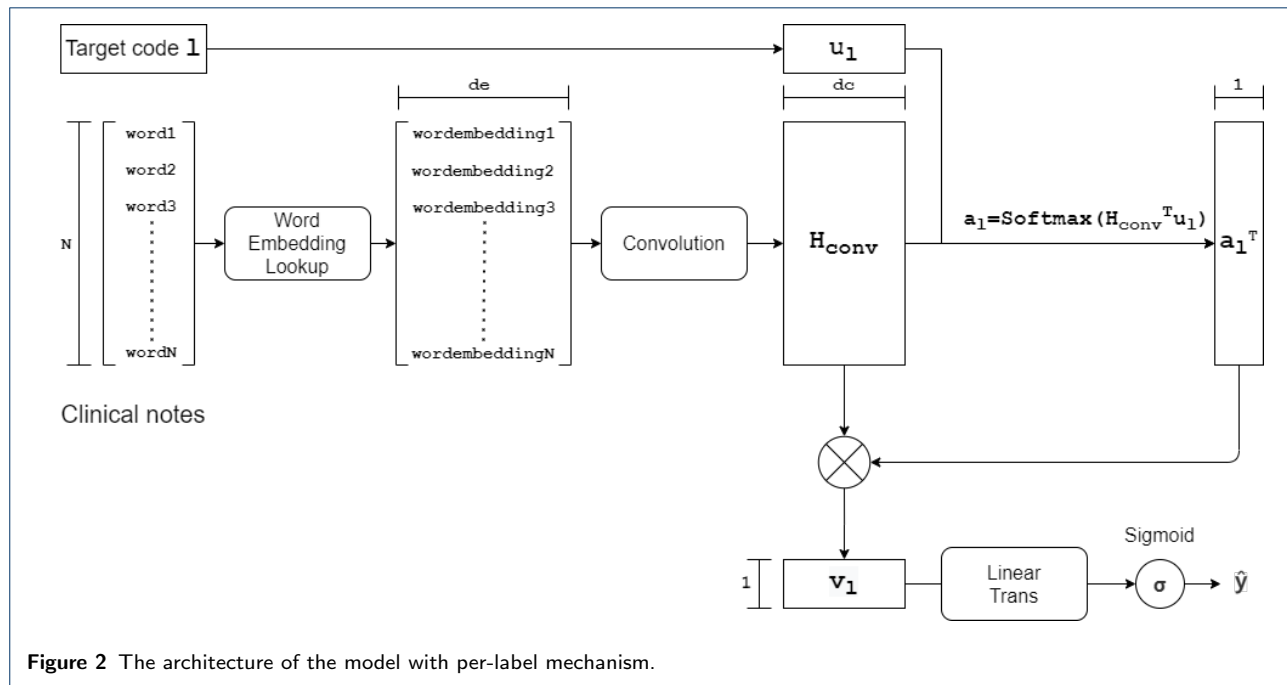 Target code l
u_l
de
dc
1
N
word1
word2
word3
wordN
Word
Embedding
Lookup
wordembedding1
wordembedding2
wordembedding3
wordembeddingN
Convolution
H_conv
a_l=Softmax(H_conv^T u_l)
a_l^T
Clinical notes
1
v_l
Linear
Trans
Sigmoid
σ
ŷ
Figure 2 The architecture of the model with per-label mechanism.